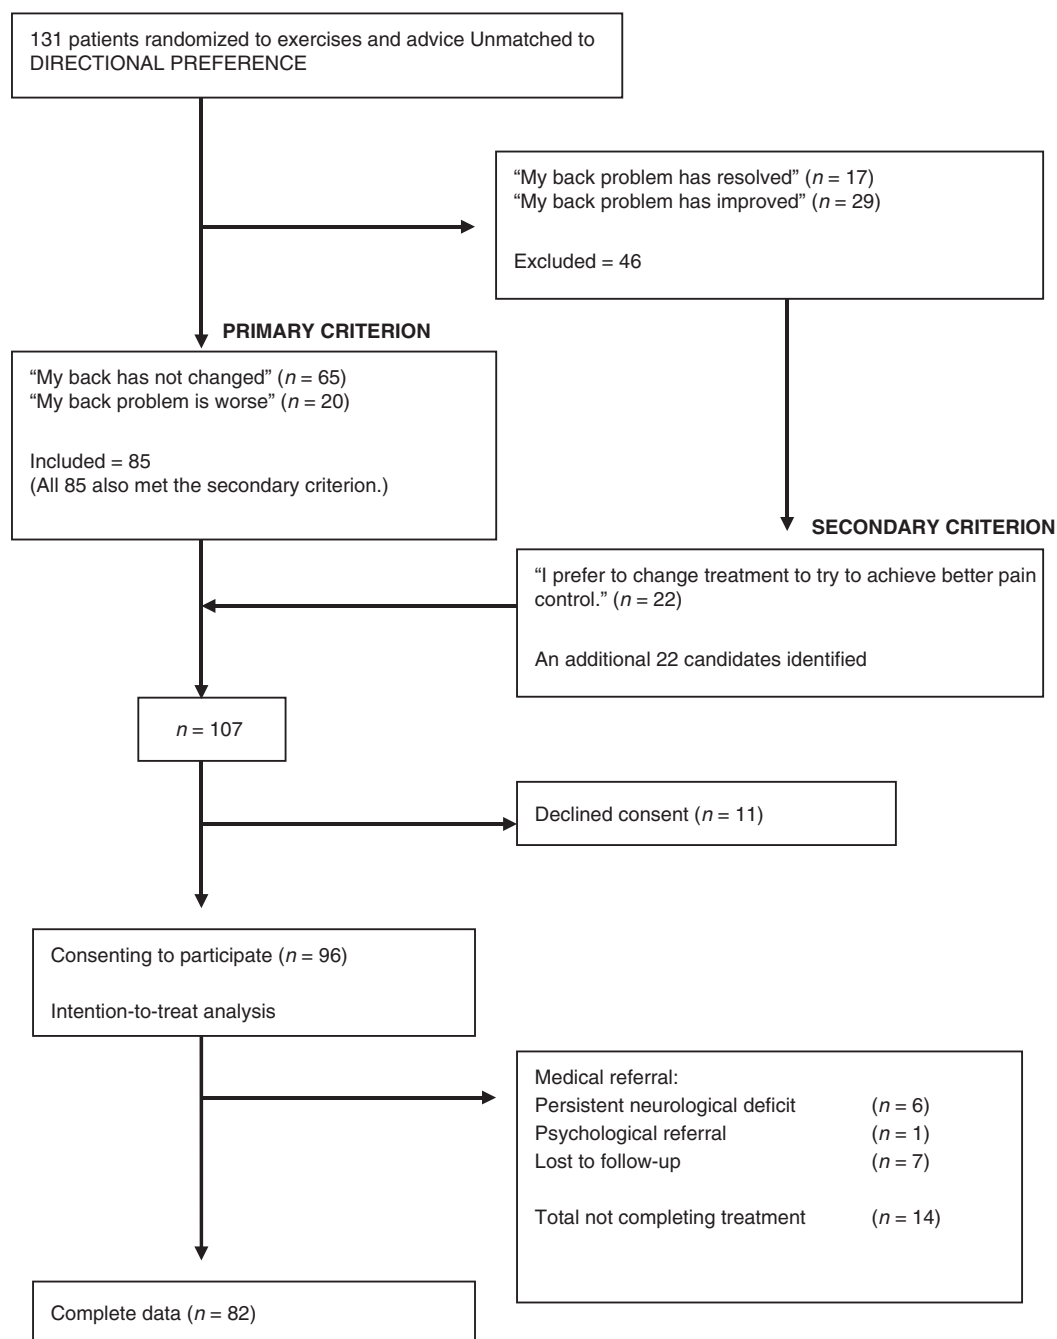 131 patients randomized to exercises and advice Unmatched to
DIRECTIONAL PREFERENCE
“My back problem has resolved” (n = 17)
“My back problem has improved” (n = 29)
Excluded = 46
PRIMARY CRITERION
“My back has not changed” (n = 65)
“My back problem is worse” (n = 20)
Included = 85
(All 85 also met the secondary criterion.)
SECONDARY CRITERION
“I prefer to change treatment to try to achieve better pain
control.” (n = 22)
An additional 22 candidates identified
n = 107
Declined consent (n = 11)
Consenting to participate (n = 96)
Intention-to-treat analysis
Medical referral:
Persistent neurological deficit (n = 6)
Psychological referral (n = 1)
Lost to follow-up (n = 7)
Total not completing treatment (n = 14)
Complete data (n = 82)